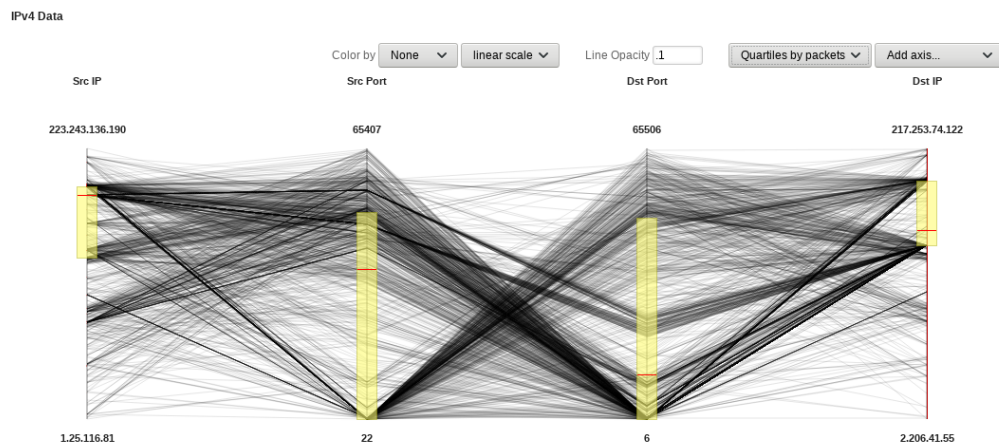 IPv4 Data
Color by None linear scale Line Opacity .1 Quartiles by packets Add axis...
Src IP Src Port Dst Port Dst IP
223.243.136.190 65407 65506 217.253.74.122
1.25.116.81 22 6 2.206.41.55